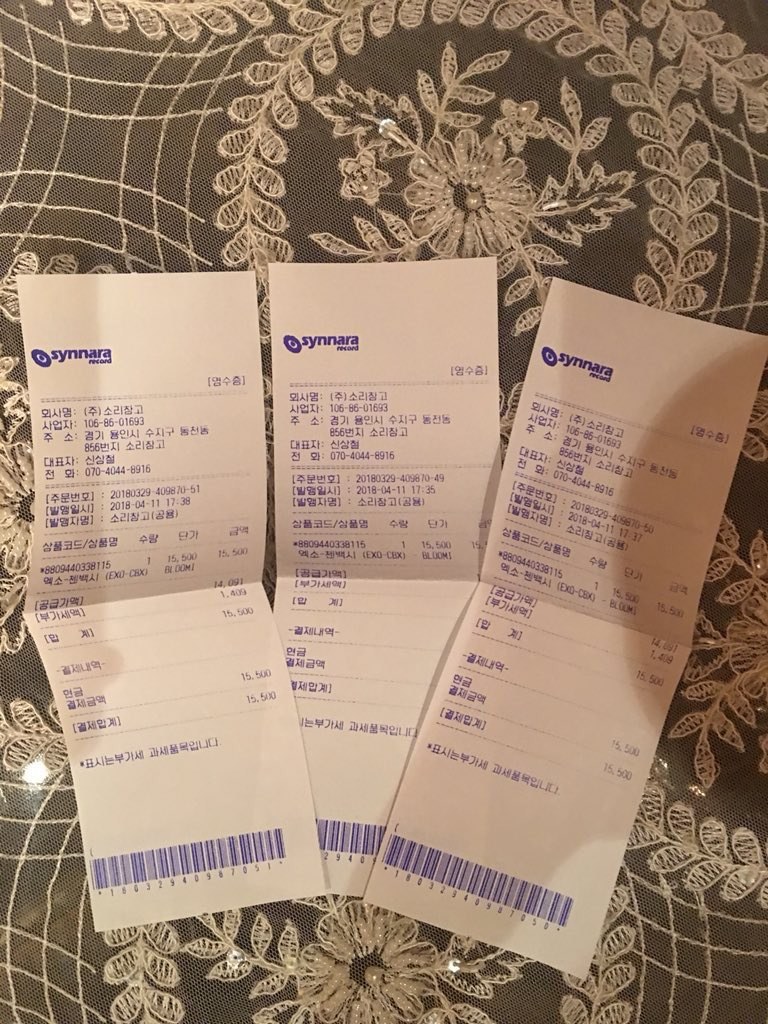 synnara
record
[영수증]
회사명: (주)소리창고
사업자: 106-86-01693
주 소: 경기 용인시 수지구 동천동
856번지 소리창고
대표자: 신상철
전 화: 070-4044-8916
[주문번호] : 20180329-409870-51
[발행일시] : 2018-04-11 17:38
[발행자명] : 소리창고(공용)
상품코드/상품명 수량 단가 금액
*8809440338115 1 15,500 15,500
엑소-첸백시 (EXO-CBX) - BLOOMI
[공급가액] 14,091
[부가세액] 1,409
[합 계] 15,500
-결제내역-
현금 15,500
결제금액
[결제합계] 15,500
*표시는부가세 과세품목입니다.
*18032940987051*
synnara
record
[영수증]
회사명: (주)소리창고
사업자: 106-86-01693
주 소: 경기 용인시 수지구 동천동
856번지 소리창고
대표자: 신상철
전 화: 070-4044-8916
[주문번호] : 20180329-409870-49
[발행일시] : 2018-04-11 17:35
[발행자명] : 소리창고(공용)
상품코드/상품명 수량 단가
*8809440338115 1 15,500
엑소-첸백시 (EXO-CBX) - BLOOMI
[공급가액]
[부가세액]
[합 계]
-결제내역-
현금
결제금액
[결제합계]
표시는부가세 과세품목입니다.
synnara
record
[영수증]
회사명: (주)소리창고
사업자: 106-86-01693
주 소: 경기 용인시 수지구 동천동
856번지 소리창고
대표자: 신상철
전 화: 070-4044-8916
[주문번호] : 20180329-409870-50
[발행일시] : 2018-04-11 17:37
[발행자명] : 소리창고(공용)
상품코드/상품명 수량 단가 금액
*8809440338115 1 15,500 15,500
엑소-첸백시 (EXO-CBX) - BLOOMI
[공급가액] 14,091
[부가세액] 1,409
[합 계] 15,500
-결제내역-
현금 15,500
결제금액
[결제합계] 15,500
*표시는부가세 과세품목입니다.
*18032940987050*